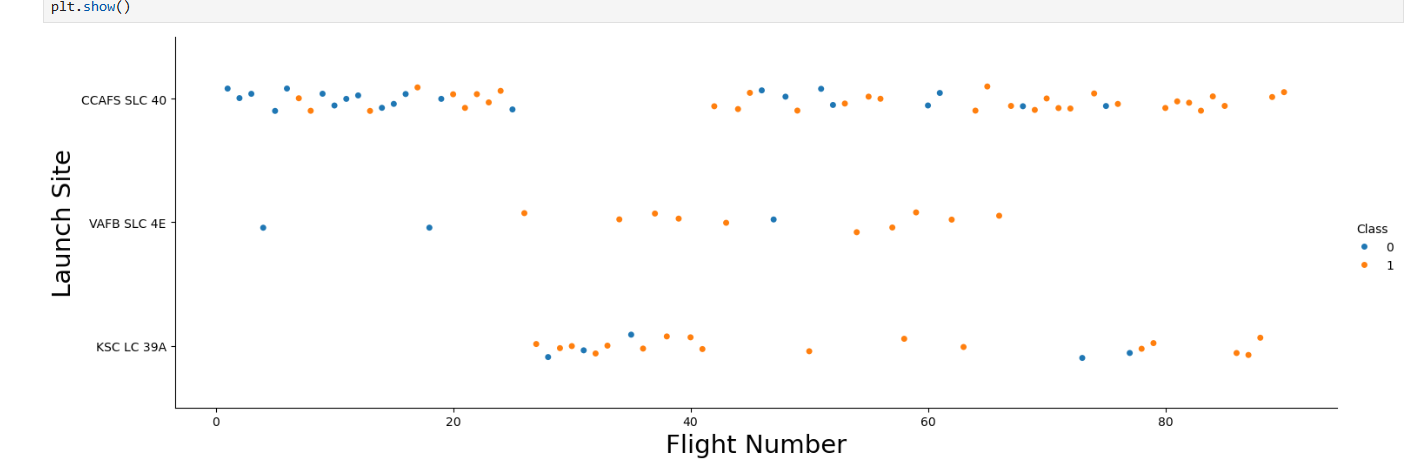 plt.show()
CCAFS SLC 40
VAFB SLC 4E
KSC LC 39A
Launch Site
0 20 40 60 80
Flight Number
Class
0
1